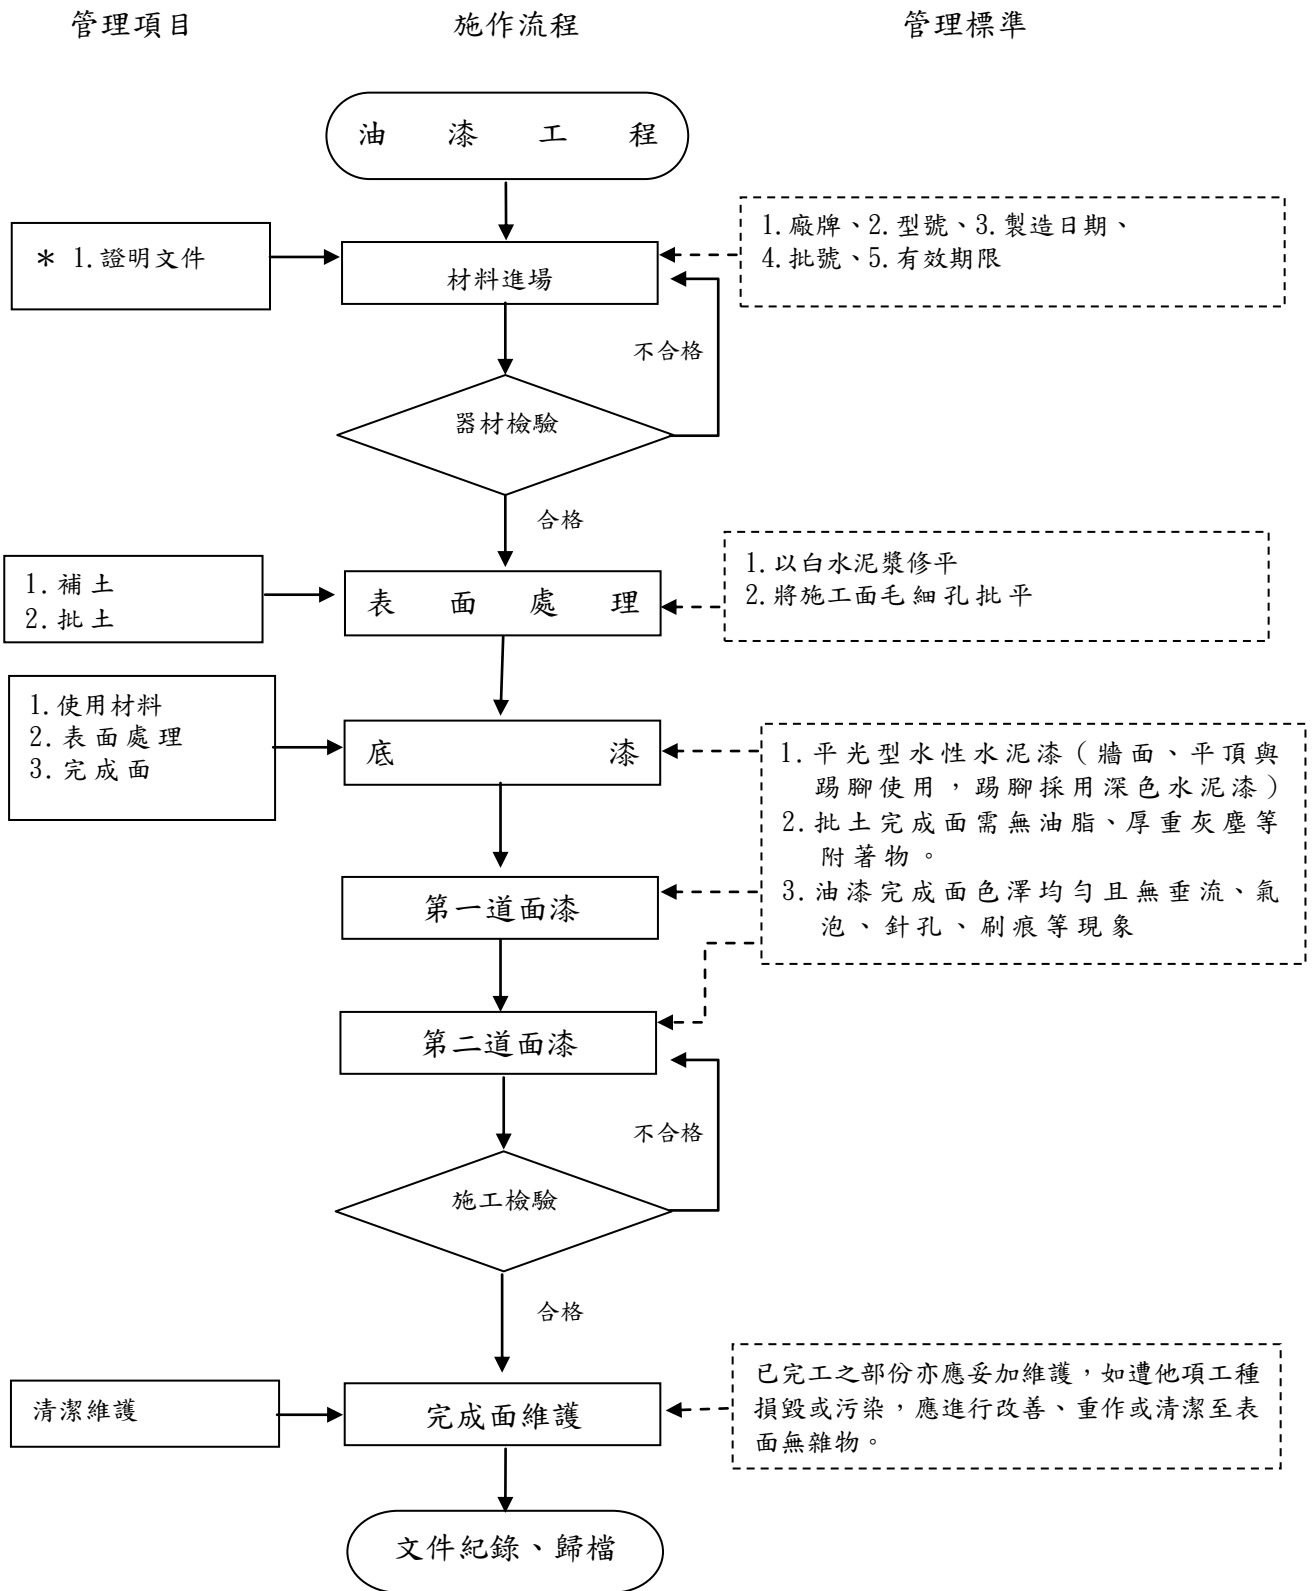 管理項目
施作流程
管理標準
油漆工程
＊ 1.證明文件
材料進場
1.廠牌、2.型號、3.製造日期、
4.批號、5.有效期限
不合格
器材檢驗
合格
1.補土
2.批土
表面處理
1.以白水泥漿修平
2.將施工面毛細孔批平
1.使用材料
2.表面處理
3.完成面
底漆
1.平光型水性水泥漆（牆面、平頂與
踢腳使用，踢腳採用深色水泥漆）
2.批土完成面需無油脂、厚重灰塵等
附著物。
3.油漆完成面色澤均勻且無垂流、氣
泡、針孔、刷痕等現象
第一道面漆
第二道面漆
不合格
施工檢驗
合格
清潔維護
完成面維護
已完工之部份亦應妥加維護，如遭他項工種
損毀或污染，應進行改善、重作或清潔至表
面無雜物。
文件紀錄、歸檔